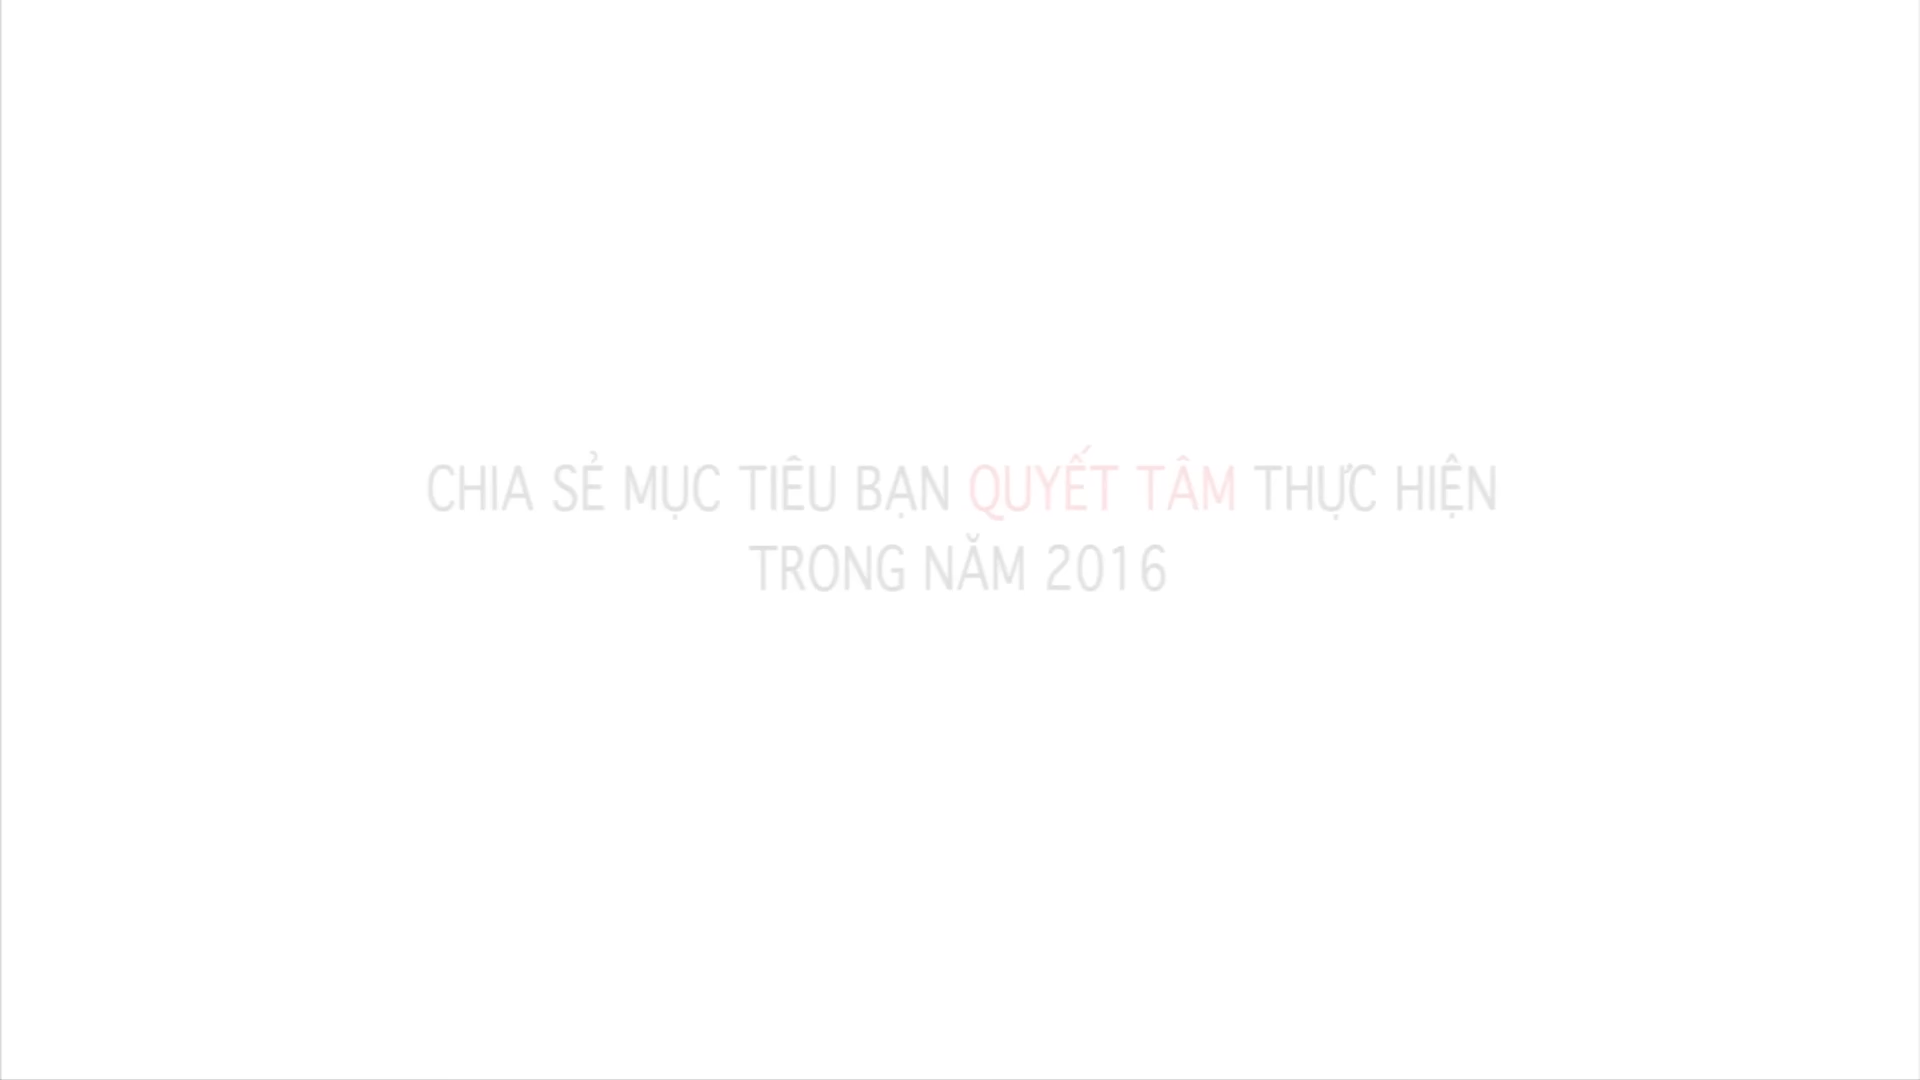 CHIA SẺ MỤC TIÊU BẠN QUYẾT TÂM THỰC HIỆN
TRONG NĂM 2016